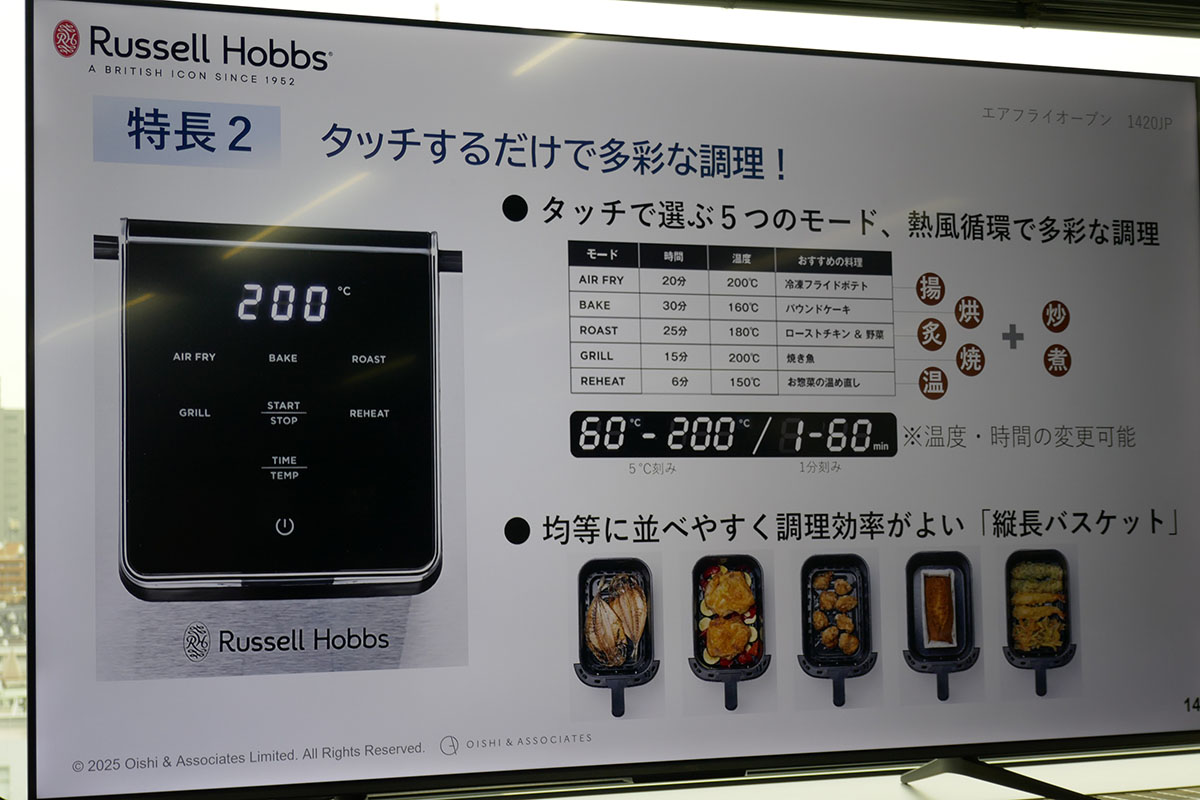 Russell Hobbs®
A BRITISH ICON SINCE 1952
エアフライオーブン 1420JP
特長2
タッチするだけで多彩な調理！
200 °C
AIR FRY BAKE ROAST
GRILL START STOP REHEAT
TIME TEMP
Russell Hobbs
● タッチで選ぶ5つのモード、熱風循環で多彩な調理
モード 時間 温度 おすすめの料理
AIR FRY 20分 200℃ 冷凍フライドポテト
BAKE 30分 160℃ パウンドケーキ
ROAST 25分 180℃ ローストチキン & 野菜
GRILL 15分 200℃ 焼き魚
REHEAT 6分 150℃ お惣菜の温め直し
揚 烘 炙 焼 温 + 炒 煮
60℃ - 200℃ / 1-60 min ※温度・時間の変更可能
5℃刻み 1分刻み
● 均等に並べやすく調理効率がよい「縦長バスケット」
14
© 2025 Oishi & Associates Limited. All Rights Reserved. OISHI & ASSOCIATES